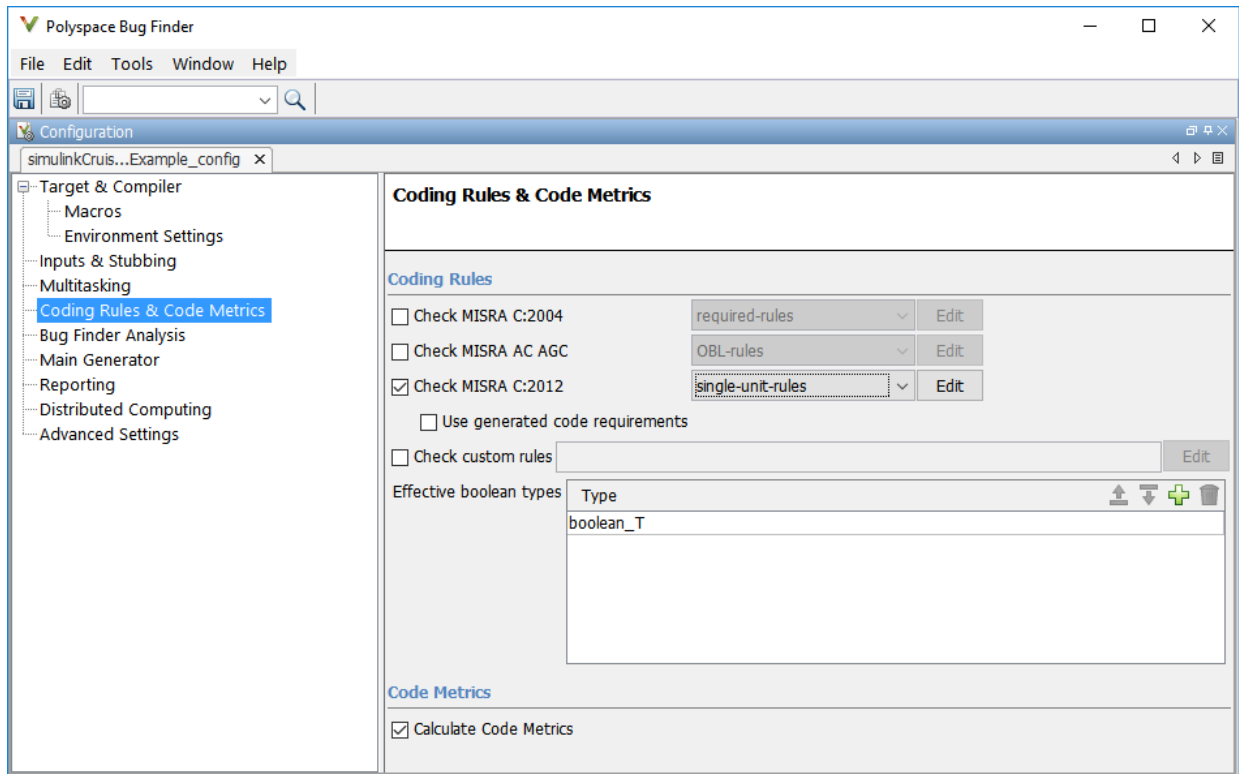 Polyspace Bug Finder
File Edit Tools Window Help
Configuration
simulinkCruis...Example_config
Target & Compiler
Macros
Environment Settings
Inputs & Stubbing
Multitasking
Coding Rules & Code Metrics
Bug Finder Analysis
Main Generator
Reporting
Distributed Computing
Advanced Settings
Coding Rules & Code Metrics
Coding Rules
Check MISRA C:2004 required-rules Edit
Check MISRA AC AGC OBL-rules Edit
Check MISRA C:2012 single-unit-rules Edit
Use generated code requirements
Check custom rules Edit
Effective boolean types Type
boolean_T
Code Metrics
Calculate Code Metrics